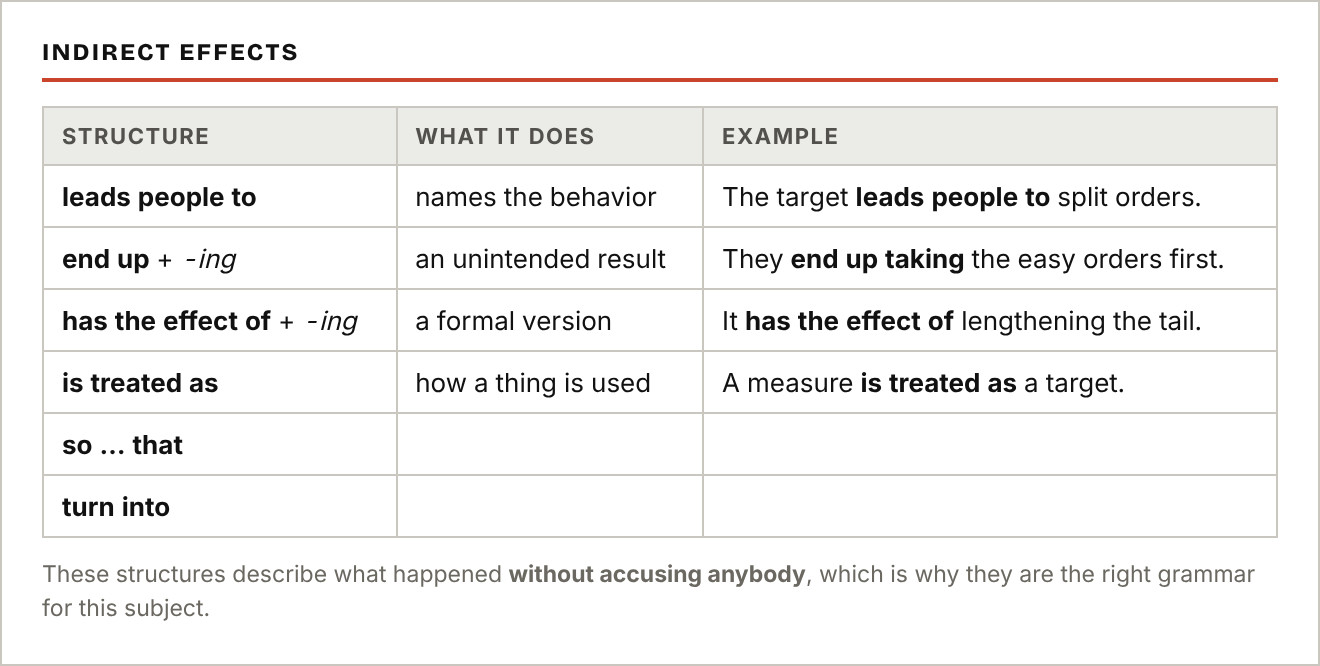 INDIRECT EFFECTS
STRUCTURE WHAT IT DOES EXAMPLE
leads people to names the behavior The target leads people to split orders.
end up + -ing an unintended result They end up taking the easy orders first.
has the effect of + -ing a formal version It has the effect of lengthening the tail.
is treated as how a thing is used A measure is treated as a target.
so … that
turn into
These structures describe what happened without accusing anybody, which is why they are the right grammar
for this subject.